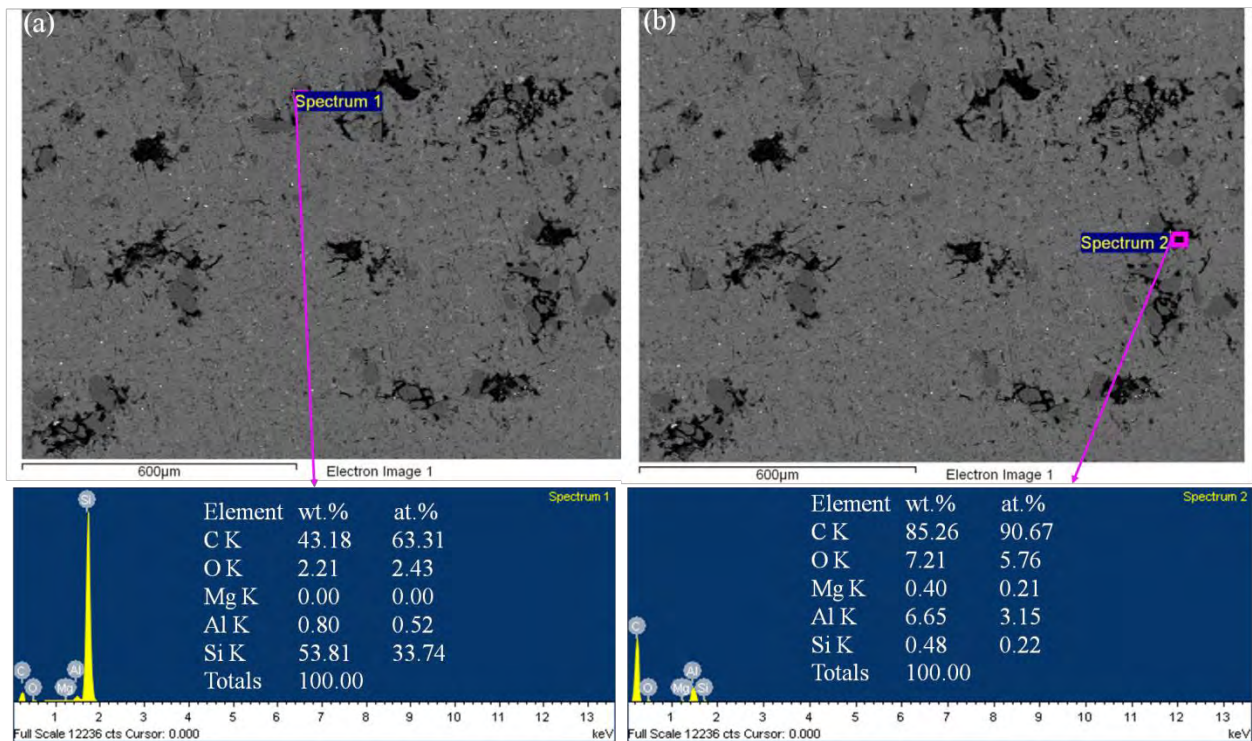 (a)
Spectrum 1
600µm Electron Image 1
(b)
Spectrum 2
600µm Electron Image 1
Spectrum 1
Si
Element wt.% at.%
C K 43.18 63.31
O K 2.21 2.43
Mg K 0.00 0.00
Al K 0.80 0.52
Si K 53.81 33.74
Totals 100.00
C O Mg Al
1 2 3 4 5 6 7 8 9 10 11 12 13
Full Scale 12236 cts Cursor: 0.000 keV
Spectrum 2
Element wt.% at.%
C K 85.26 90.67
O K 7.21 5.76
Mg K 0.40 0.21
Al K 6.65 3.15
Si K 0.48 0.22
Totals 100.00
C O Mg Al Si
1 2 3 4 5 6 7 8 9 10 11 12 13
Full Scale 12236 cts Cursor: 0.000 keV